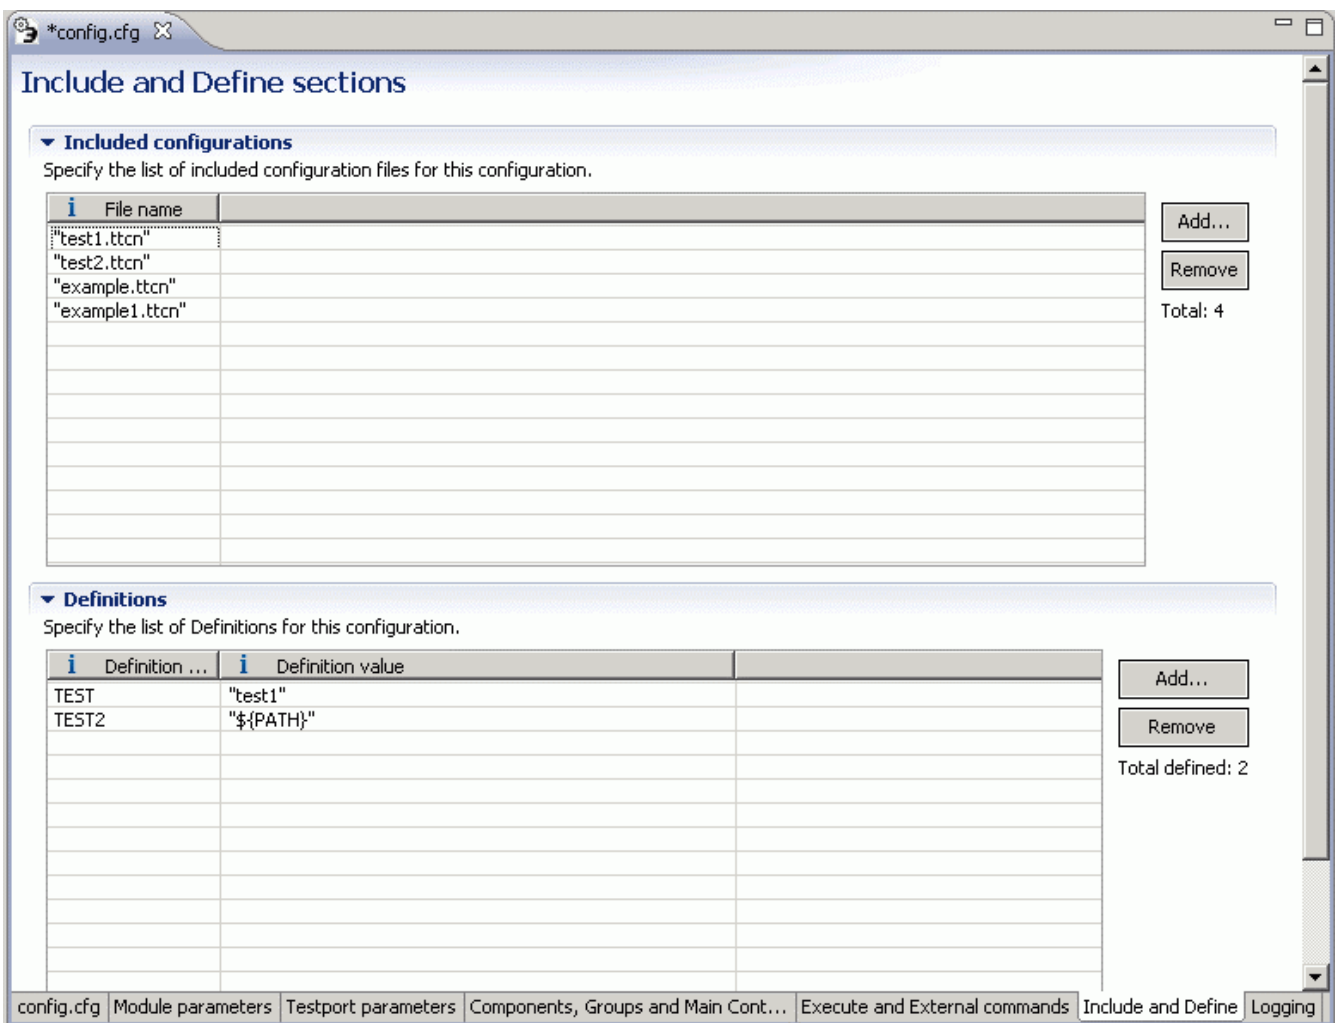 *config.cfg
Include and Define sections
Included configurations
Specify the list of included configuration files for this configuration.
i File name
"test1.ttcn"
"test2.ttcn"
"example.ttcn"
"example1.ttcn"
Add...
Remove
Total: 4
Definitions
Specify the list of Definitions for this configuration.
i Definition ... i Definition value
TEST "test1"
TEST2 "${PATH}"
Add...
Remove
Total defined: 2
config.cfg Module parameters Testport parameters Components, Groups and Main Cont... Execute and External commands Include and Define Logging